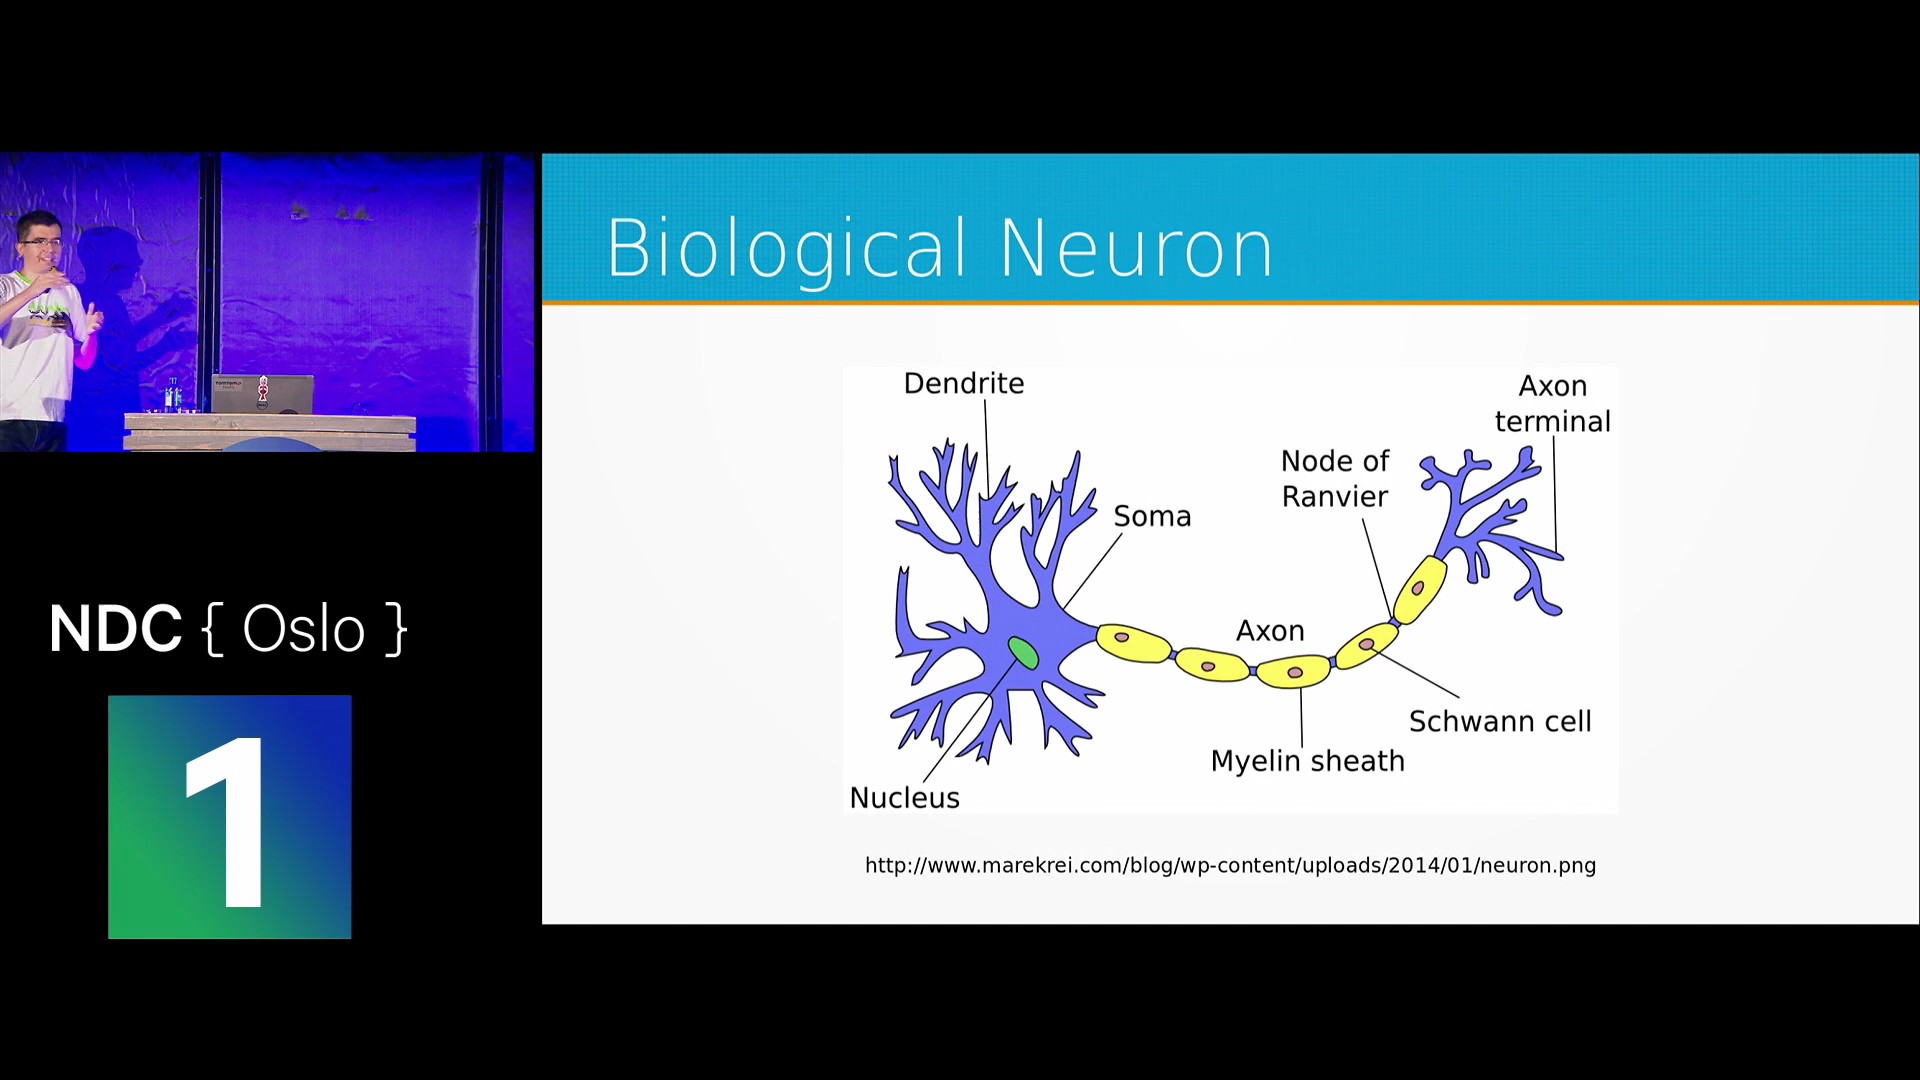 Biological Neuron
Dendrite
Axon
terminal
Node of
Ranvier
Soma
Axon
Schwann cell
Myelin sheath
Nucleus
http://www.marekrei.com/blog/wp-content/uploads/2014/01/neuron.png
NDC { Oslo }
1